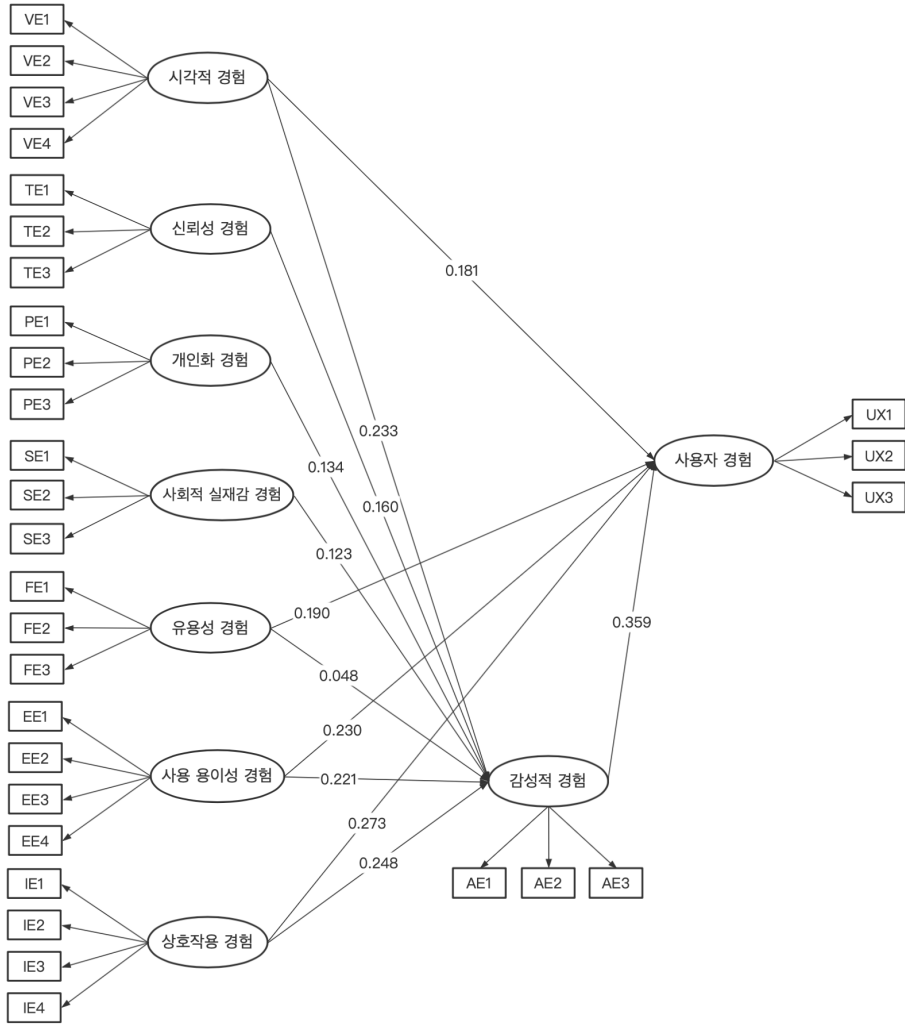 VE1
VE2
VE3
VE4
시각적 경험
TE1
TE2
TE3
신뢰성 경험
PE1
PE2
PE3
개인화 경험
SE1
SE2
SE3
사회적 실재감 경험
FE1
FE2
FE3
유용성 경험
EE1
EE2
EE3
EE4
사용 용이성 경험
IE1
IE2
IE3
IE4
상호작용 경험
0.181
0.233
0.134
0.160
0.123
0.190
0.048
0.230
0.221
0.273
0.248
0.359
사용자 경험
UX1
UX2
UX3
감성적 경험
AE1
AE2
AE3